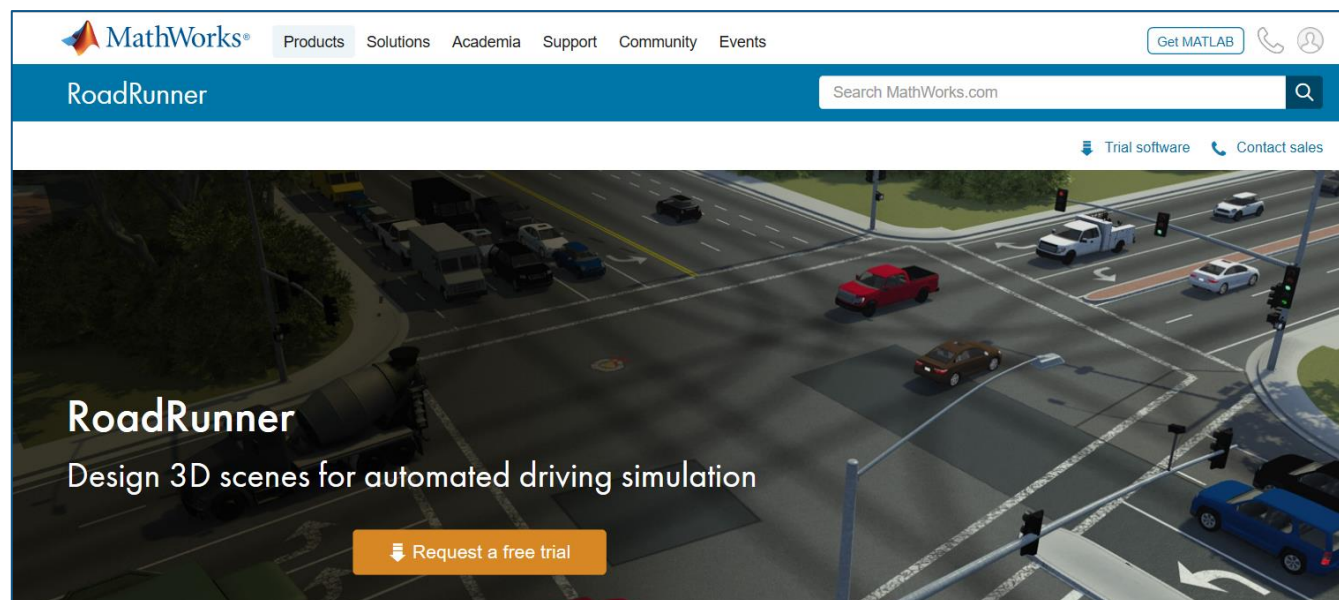 MathWorks®
Products Solutions Academia Support Community Events
Get MATLAB
RoadRunner
Search MathWorks.com
Trial software
Contact sales
RoadRunner
Design 3D scenes for automated driving simulation
Request a free trial